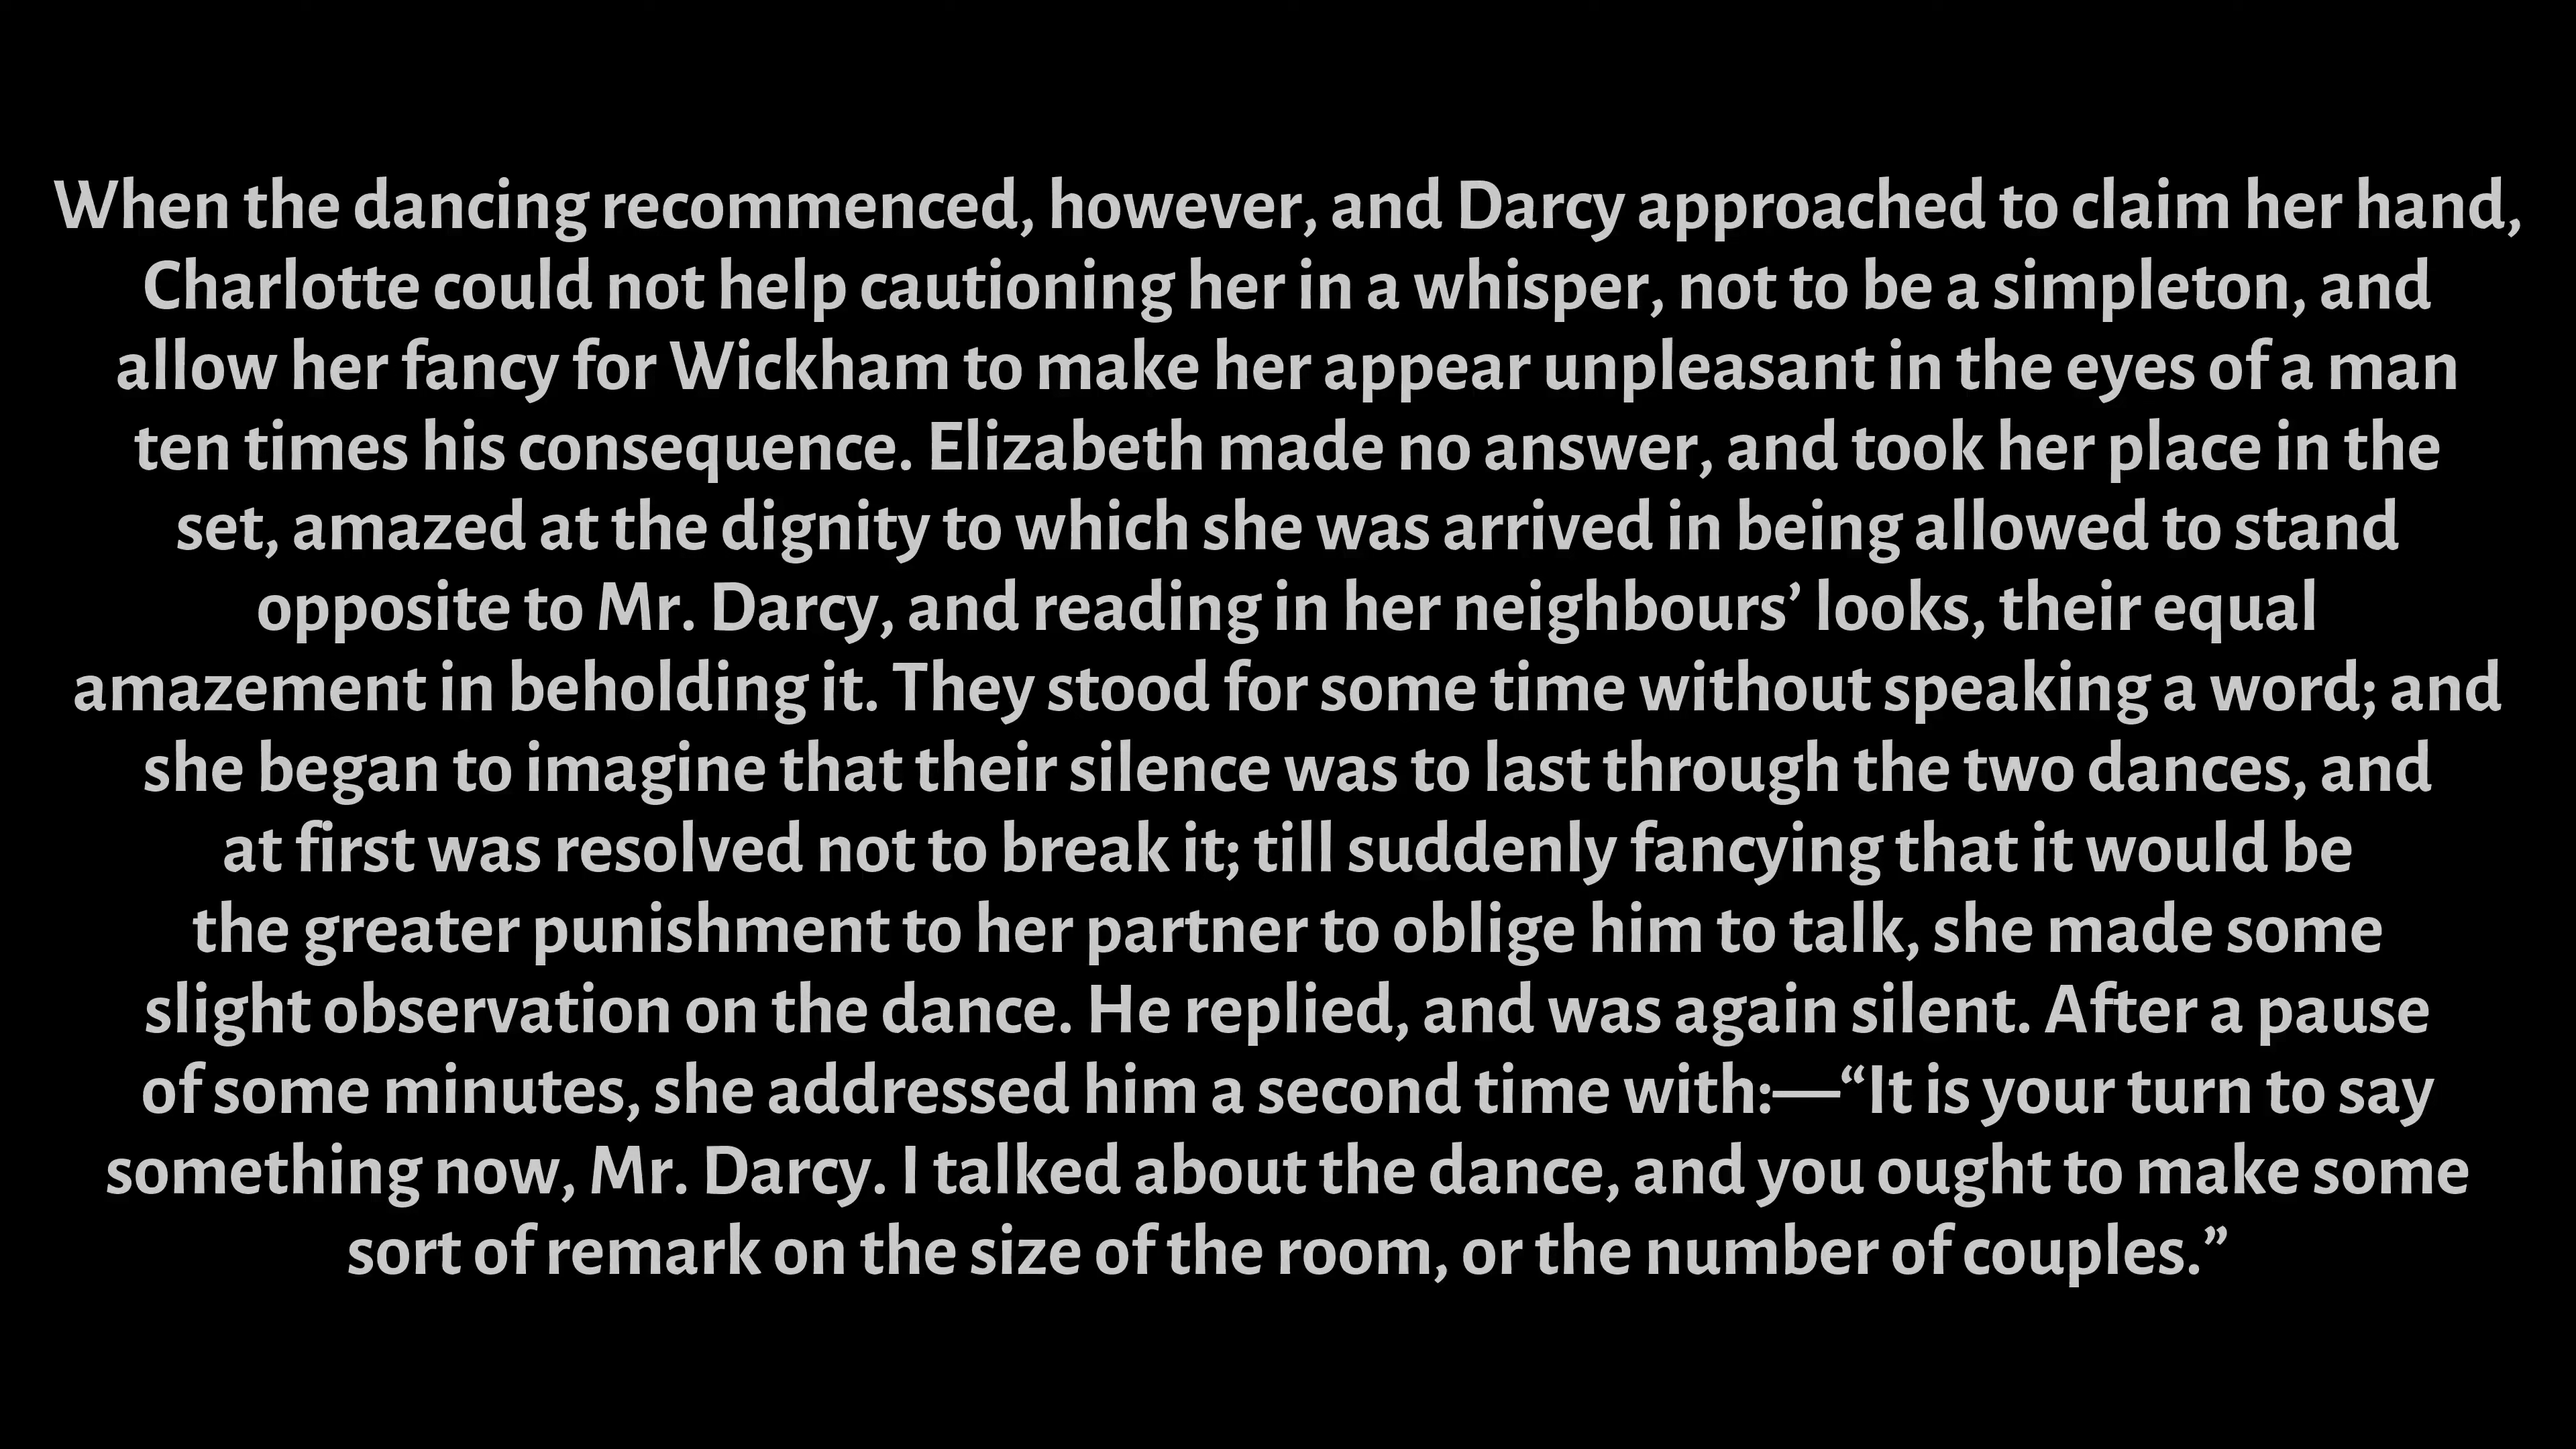 When the dancing recommenced, however, and Darcy approached to claim her hand,
Charlotte could not help cautioning her in a whisper, not to be a simpleton, and
allow her fancy for Wickham to make her appear unpleasant in the eyes of a man
ten times his consequence. Elizabeth made no answer, and took her place in the
set, amazed at the dignity to which she was arrived in being allowed to stand
opposite to Mr. Darcy, and reading in her neighbours’ looks, their equal
amazement in beholding it. They stood for some time without speaking a word; and
she began to imagine that their silence was to last through the two dances, and
at first was resolved not to break it; till suddenly fancying that it would be
the greater punishment to her partner to oblige him to talk, she made some
slight observation on the dance. He replied, and was again silent. After a pause
of some minutes, she addressed him a second time with:—“It is your turn to say
something now, Mr. Darcy. I talked about the dance, and you ought to make some
sort of remark on the size of the room, or the number of couples.”